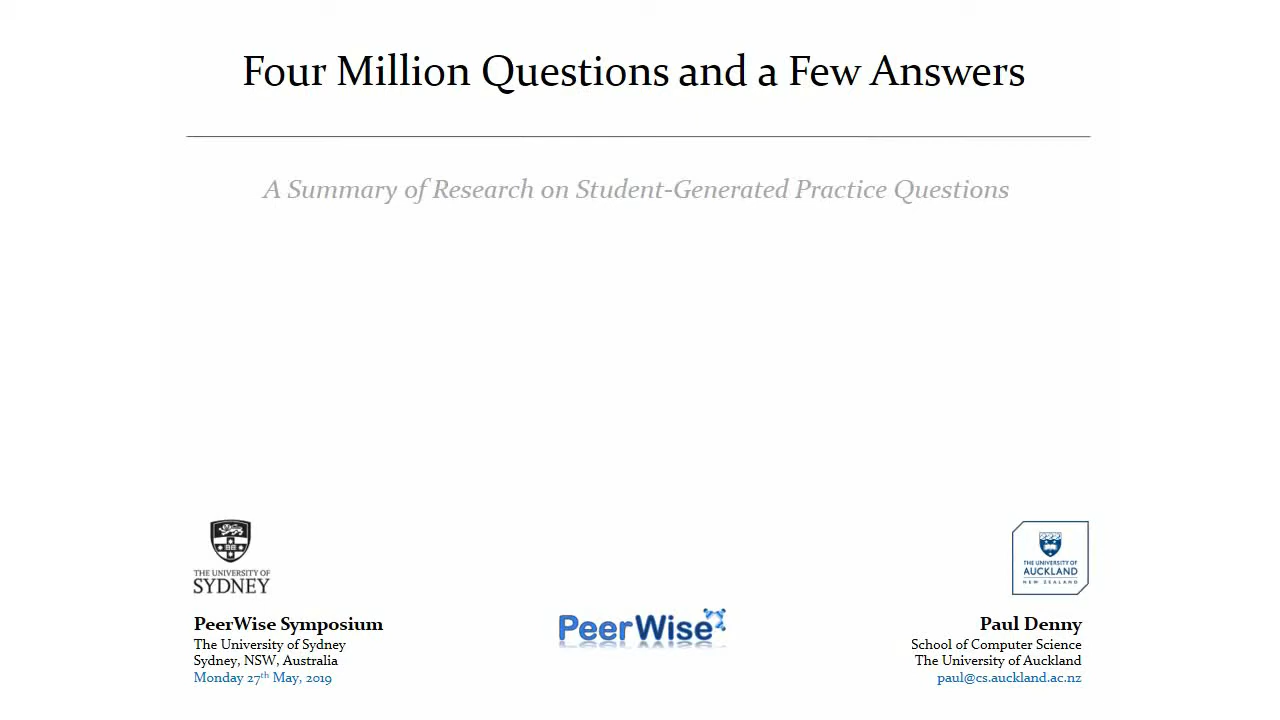 Four Million Questions and a Few Answers
A Summary of Research on Student-Generated Practice Questions
THE UNIVERSITY OF
SYDNEY
PeerWise Symposium
The University of Sydney
Sydney, NSW, Australia
Monday 27th May, 2019
PeerWise
THE UNIVERSITY OF
AUCKLAND
NEW ZEALAND
Paul Denny
School of Computer Science
The University of Auckland
paul@cs.auckland.ac.nz